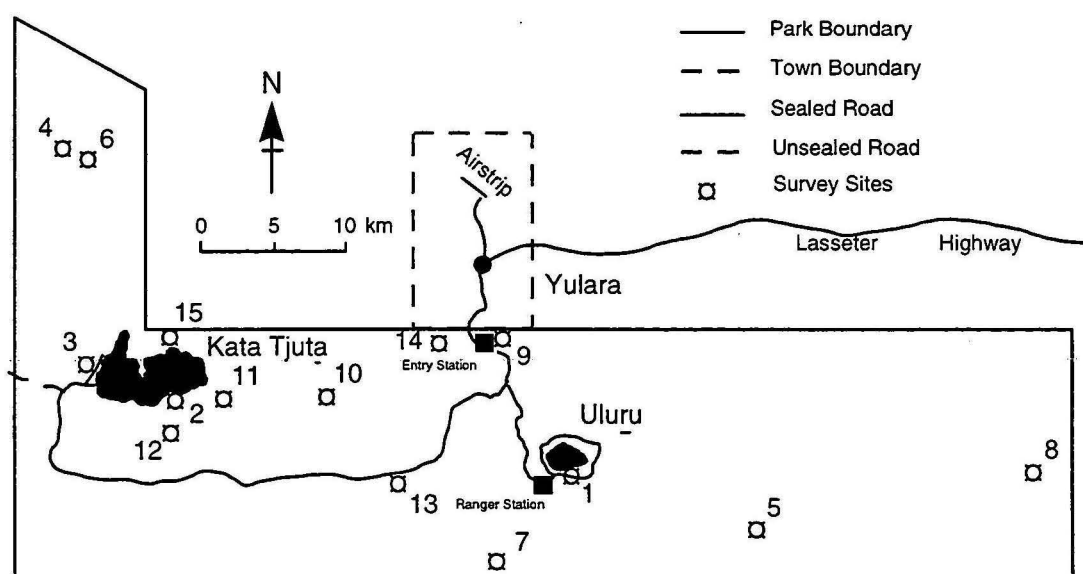 Park Boundary
Town Boundary
Sealed Road
Unsealed Road
Survey Sites
N
4
6
Airstrip
0 5 10 km
Lasseter Highway
Yulara
15
3
Kata Tjuṯa
14
Entry Station
9
11
10
2
12
Uluṟu
8
13
Ranger Station
1
5
7